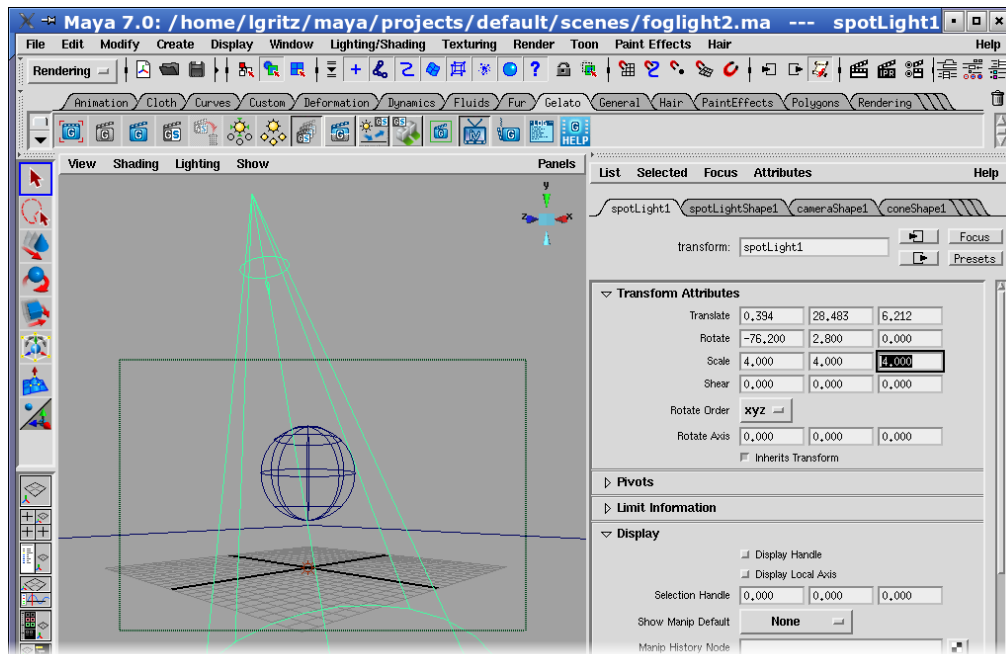 Maya 7.0: /home/lgritz/maya/projects/default/scenes/foglight2.ma --- spotLight1
File Edit Modify Create Display Window Lighting/Shading Texturing Render Toon Paint Effects Hair Help
Rendering
Animation Cloth Curves Custom Deformation Dynamics Fluids Fur Gelato General Hair PaintEffects Polygons Rendering
G G G GS G GS GS G G G HELP
View Shading Lighting Show Panels
y
z x
List Selected Focus Attributes Help
spotLight1 spotLightShape1 cameraShape1 coneShape1
transform: spotLight1 Focus
Presets
Transform Attributes
Translate 0.394 28.483 6.212
Rotate -76.200 2.800 0.000
Scale 4.000 4.000 4.000
Shear 0.000 0.000 0.000
Rotate Order xyz
Rotate Axis 0.000 0.000 0.000
Inherits Transform
Pivots
Limit Information
Display
Display Handle
Display Local Axis
Selection Handle 0.000 0.000 0.000
Show Manip Default None
Manip History Node